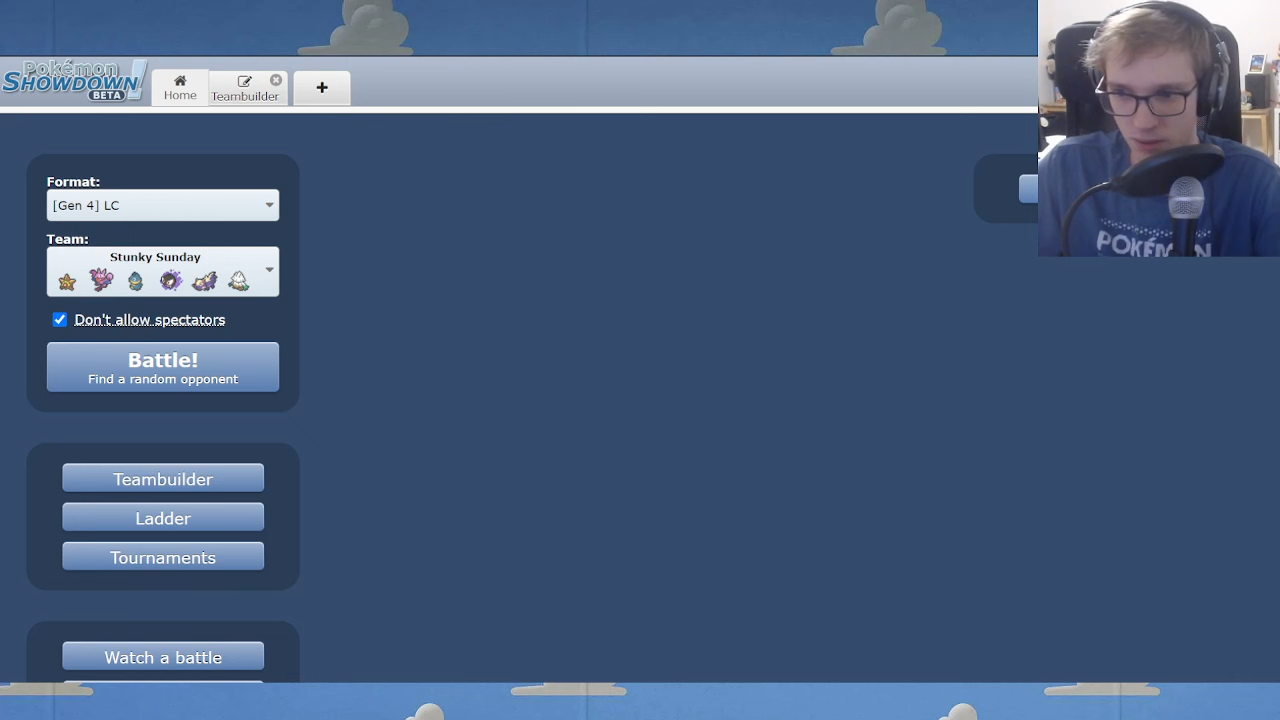 Pokémon
SHOWDOWN!
BETA
Home
Teambuilder
+
Format:
[Gen 4] LC
Team:
Stunky Sunday
Don't allow spectators
Battle!
Find a random opponent
Teambuilder
Ladder
Tournaments
Watch a battle
POKÉMON